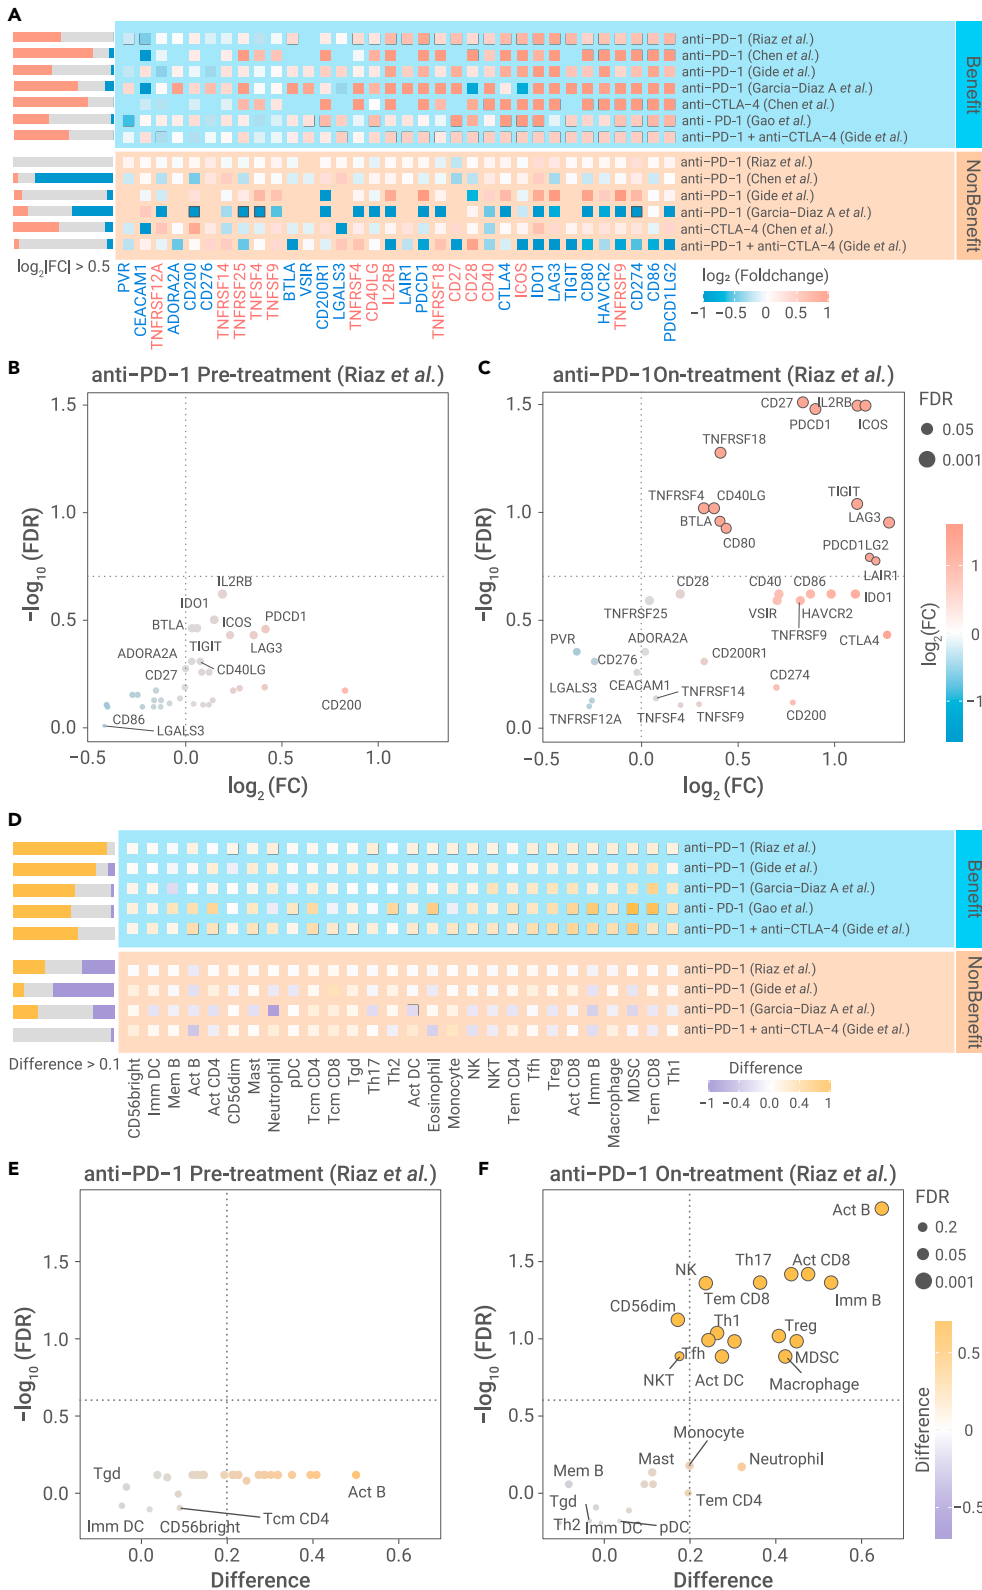 A
anti-PD-1 (Riaz et al.)
anti-PD-1 (Chen et al.)
anti-PD-1 (Gide et al.)
anti-PD-1 (Garcia-Diaz A et al.)
anti-CTLA-4 (Chen et al.)
anti-PD-1 (Gao et al.)
anti-PD-1 + anti-CTLA-4 (Gide et al.)
Benefit
anti-PD-1 (Riaz et al.)
anti-PD-1 (Chen et al.)
anti-PD-1 (Gide et al.)
anti-PD-1 (Garcia-Diaz A et al.)
anti-CTLA-4 (Chen et al.)
anti-PD-1 + anti-CTLA-4 (Gide et al.)
NonBenefit
log2|FC| > 0.5
PVR
CEACAM1
TNFRSF12A
ADORA2A
CD200
CD276
TNFRSF14
TNFRSF25
TNFSF4
TNFSF9
BTLA
VSIR
CD200R1
LGALS3
TNFRSF4
CD40LG
IL2RB
LAIR1
PDCD1
TNFRSF18
CD27
CD28
CD40
CTLA4
ICOS
IDO1
LAG3
TIGIT
CD80
HAVCR2
TNFRSF9
CD274
CD86
PDCD1LG2
log2 (Foldchange)
−1 −0.5 0 0.5 1
B
anti−PD−1 Pre-treatment (Riaz et al.)
1.5
1.0
0.5
0.0
−log10 (FDR)
IL2RB
IDO1
BTLA
ICOS
PDCD1
TIGIT
LAG3
ADORA2A
CD40LG
CD27
CD200
CD86
LGALS3
−0.5 0.0 0.5 1.0
log2 (FC)
C
anti−PD−1On-treatment (Riaz et al.)
1.5
1.0
0.5
0.0
−log10 (FDR)
CD27
IL2RB
PDCD1
ICOS
TNFRSF18
TNFRSF4
CD40LG
TIGIT
BTLA
LAG3
CD80
PDCD1LG2
LAIR1
CD28
CD40
CD86
IDO1
TNFRSF25
VSIR
HAVCR2
TNFRSF9
CTLA4
PVR
ADORA2A
CD276
CD200R1
CEACAM1
CD274
LGALS3
TNFRSF14
TNFRSF12A
TNFSF4
TNFSF9
CD200
−0.5 0.0 0.5 1.0
log2 (FC)
FDR
0.05
0.001
log2(FC)
1
0
−1
D
anti−PD−1 (Riaz et al.)
anti−PD−1 (Gide et al.)
anti−PD−1 (Garcia−Diaz A et al.)
anti-PD-1 (Gao et al.)
anti−PD−1 + anti−CTLA−4 (Gide et al.)
Benefit
anti−PD−1 (Riaz et al.)
anti−PD−1 (Gide et al.)
anti−PD−1 (Garcia−Diaz A et al.)
anti−PD−1 + anti−CTLA−4 (Gide et al.)
NonBenefit
Difference > 0.1
CD56bright
Imm DC
Mem B
Act B
Act CD4
CD56dim
Mast
Neutrophil
pDC
Tcm CD4
Tcm CD8
Tgd
Th17
Th2
Act DC
Eosinophil
Monocyte
NK
NKT
Tem CD4
Tfh
Treg
Act CD8
Imm B
Macrophage
MDSC
Tem CD8
Th1
Difference
−1 −0.4 0.0 0.4 1
E
anti−PD−1 Pre-treatment (Riaz et al.)
1.5
1.0
0.5
0.0
−log10 (FDR)
Tgd
Act B
Imm DC
CD56bright
Tcm CD4
0.0 0.2 0.4 0.6
Difference
F
anti−PD−1 On-treatment (Riaz et al.)
1.5
1.0
0.5
0.0
−log10 (FDR)
Act B
NK
Th17
Act CD8
Tem CD8
Imm B
CD56dim
Th1
Treg
Tfh
MDSC
NKT
Act DC
Macrophage
Monocyte
Mast
Neutrophil
Mem B
Tem CD4
Tgd
Th2
Imm DC
pDC
0.0 0.2 0.4 0.6
Difference
FDR
0.2
0.05
0.001
Difference
0.5
0
−0.5